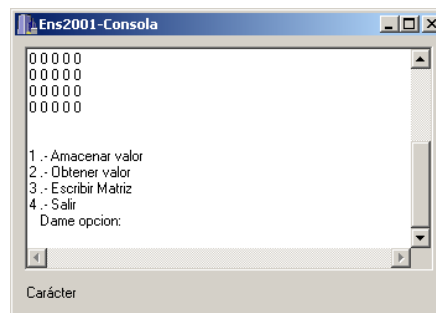 Ens2001-Consola
0 0 0 0 0
0 0 0 0 0
0 0 0 0 0
0 0 0 0 0
1 .- Amacenar valor
2 .- Obtener valor
3 .- Escribir Matriz
4 .- Salir
Dame opcion:
Carácter